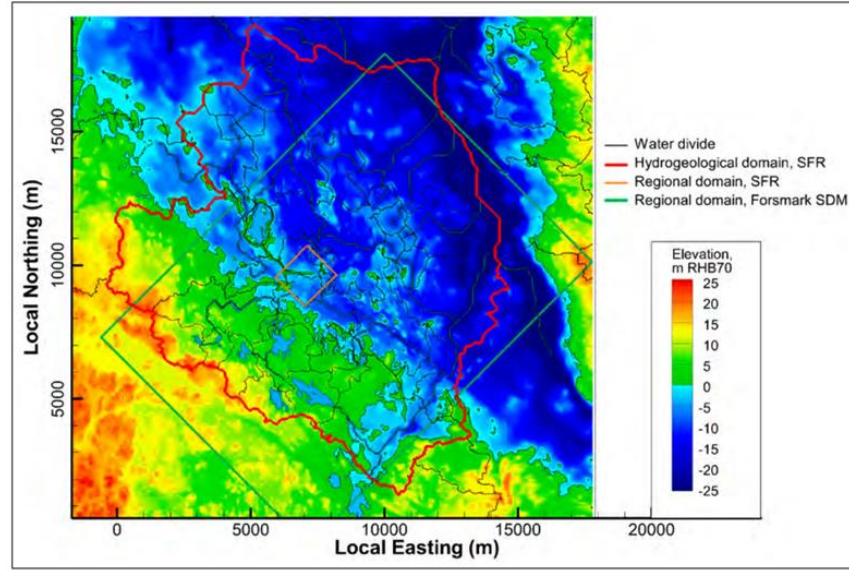 15000
10000
5000
Local Northing (m)
0
5000
10000
15000
20000
Local Easting (m)
Water divide
Hydrogeological domain, SFR
Regional domain, SFR
Regional domain, Forsmark SDM
Elevation,
m RHB70
25
20
15
10
5
0
-5
-10
-15
-20
-25